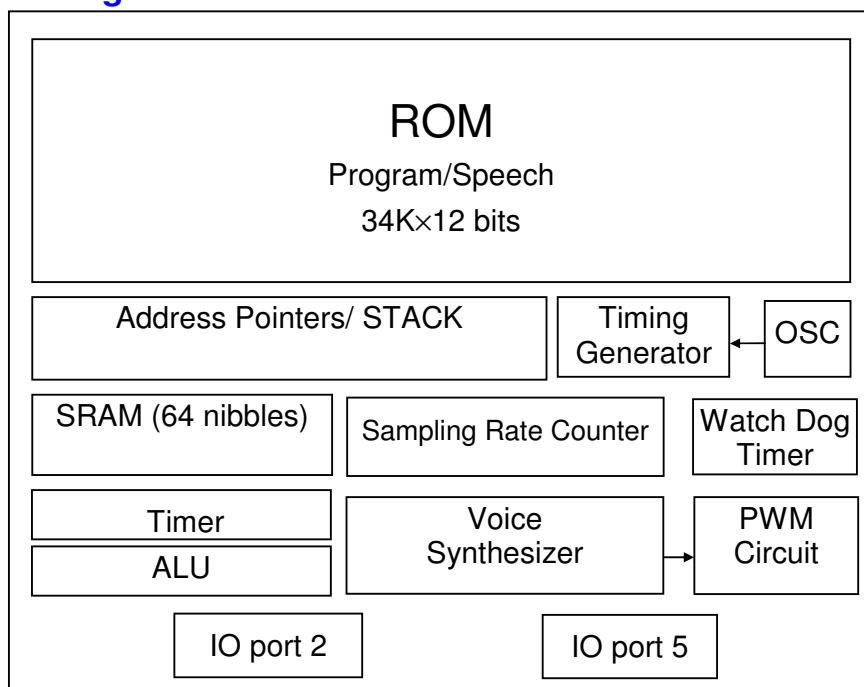 ROM
Program/Speech
34K×12 bits
Address Pointers/ STACK
Timing
Generator
OSC
SRAM (64 nibbles)
Sampling Rate Counter
Watch Dog
Timer
Timer
ALU
Voice
Synthesizer
PWM
Circuit
IO port 2
IO port 5